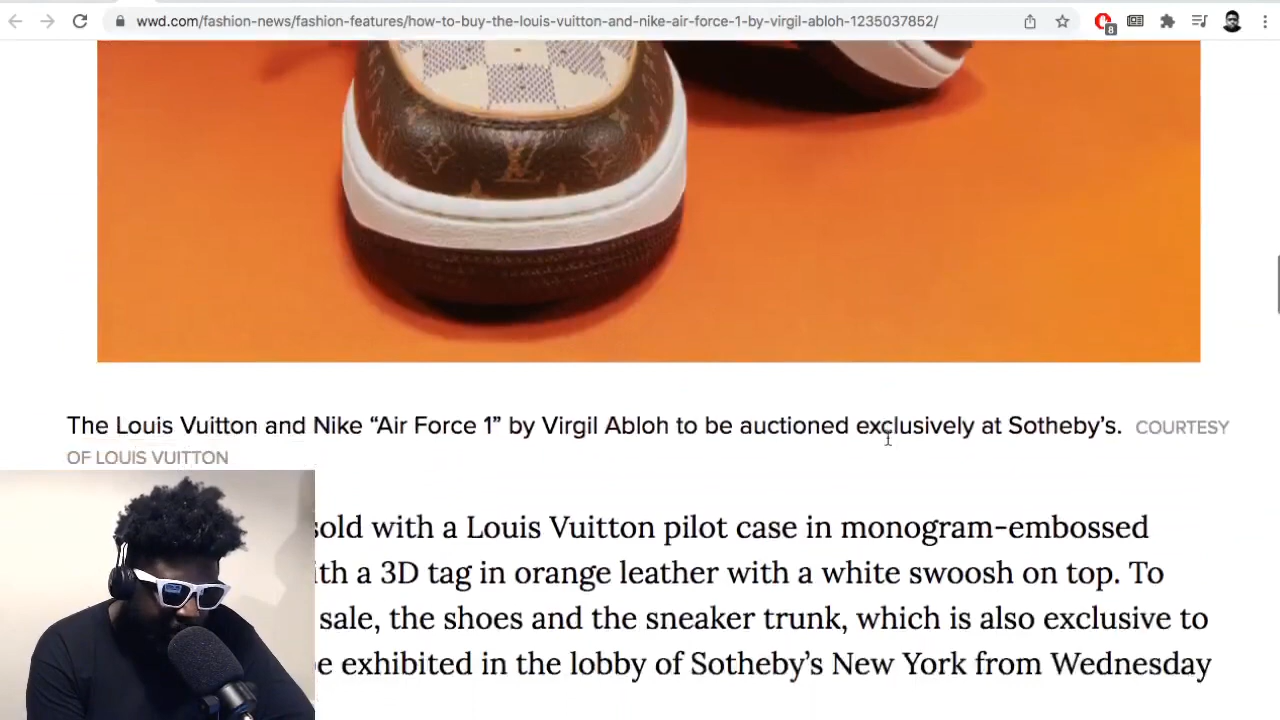 wwd.com/fashion-news/fashion-features/how-to-buy-the-louis-vuitton-and-nike-air-force-1-by-virgil-abloh-1235037852/
8
LV
The Louis Vuitton and Nike “Air Force 1” by Virgil Abloh to be auctioned exclusively at Sotheby’s. COURTESY
OF LOUIS VUITTON
sold with a Louis Vuitton pilot case in monogram-embossed
with a 3D tag in orange leather with a white swoosh on top. To
sale, the shoes and the sneaker trunk, which is also exclusive to
be exhibited in the lobby of Sotheby’s New York from Wednesday